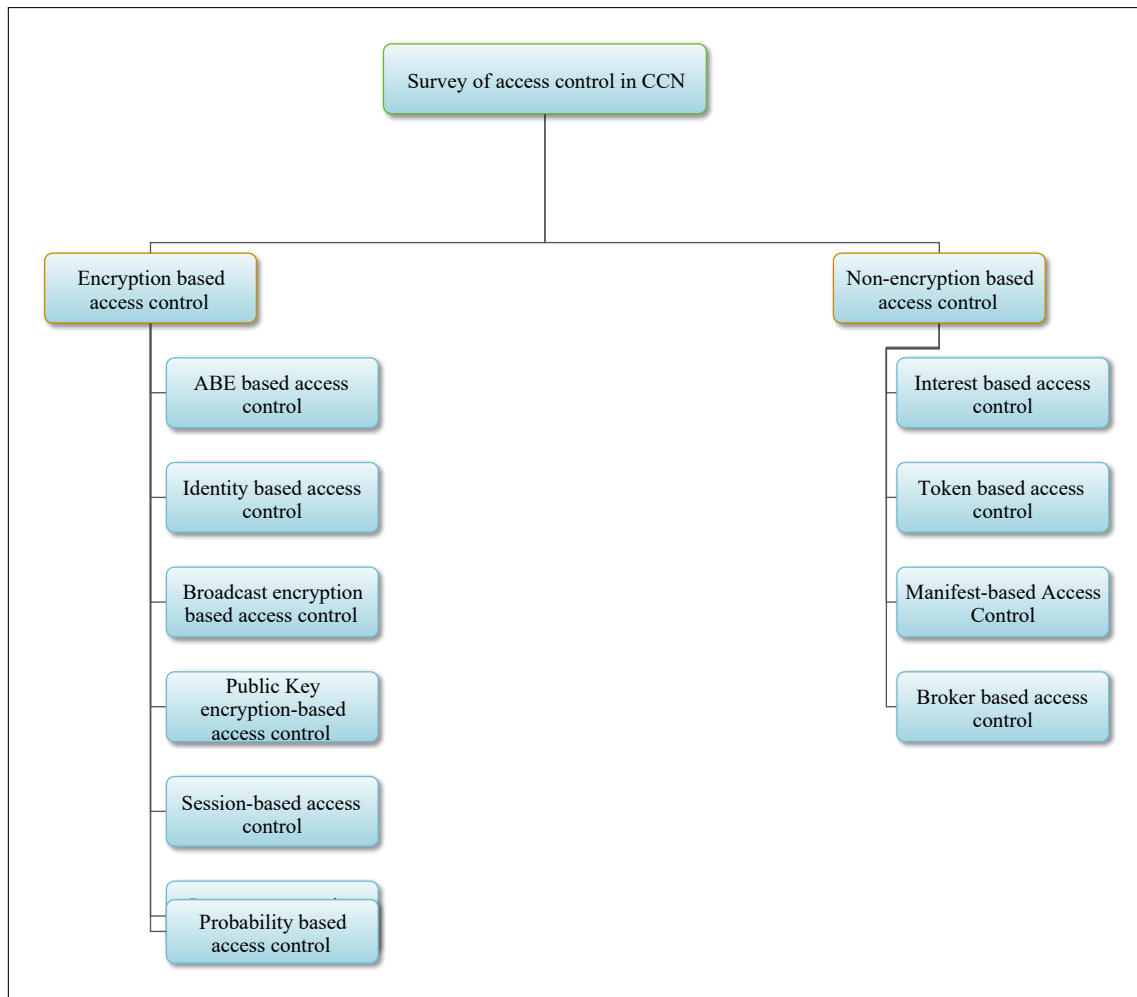 Survey of access control in CCN
Encryption based
access control
Non-encryption based
access control
ABE based access
control
Identity based access
control
Broadcast encryption
based access control
Public Key
encryption-based
access control
Session-based access
control
Probability based
access control
Interest based access
control
Token based access
control
Manifest-based Access
Control
Broker based access
control